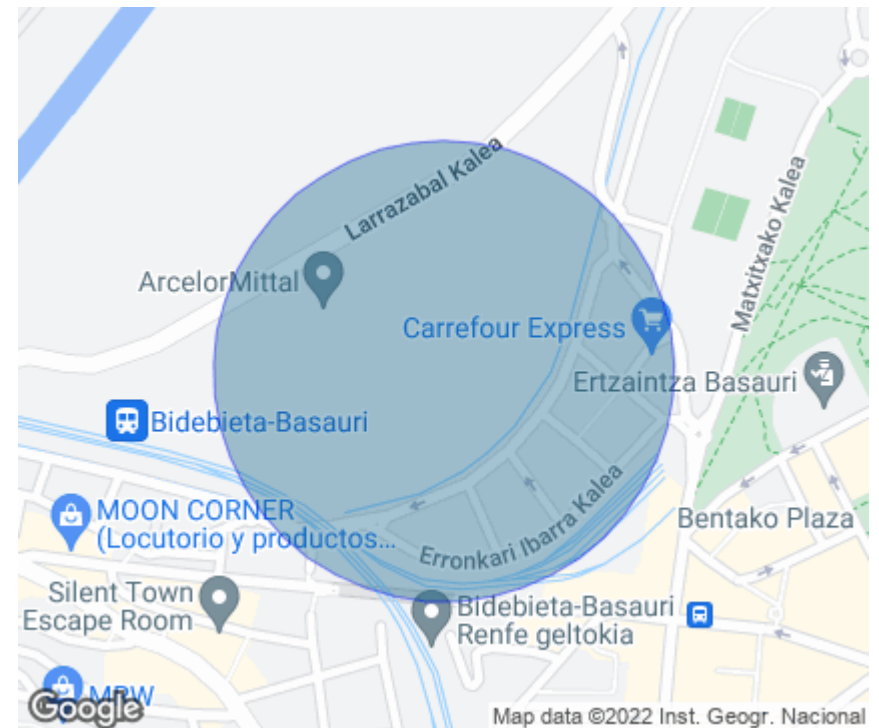 Larrazabal Kalea
Matxitxako Kalea
ArcelorMittal
Carrefour Express
Ertzaintza Basauri
Bidebieta-Basauri
MOON CORNER
(Locutorio y productos...
Bentako Plaza
Erronkari Ibarra Kalea
Silent Town
Escape Room
Bidebieta-Basauri
Renfe geltokia
MRW
Google
Map data ©2022 Inst. Geogr. Nacional